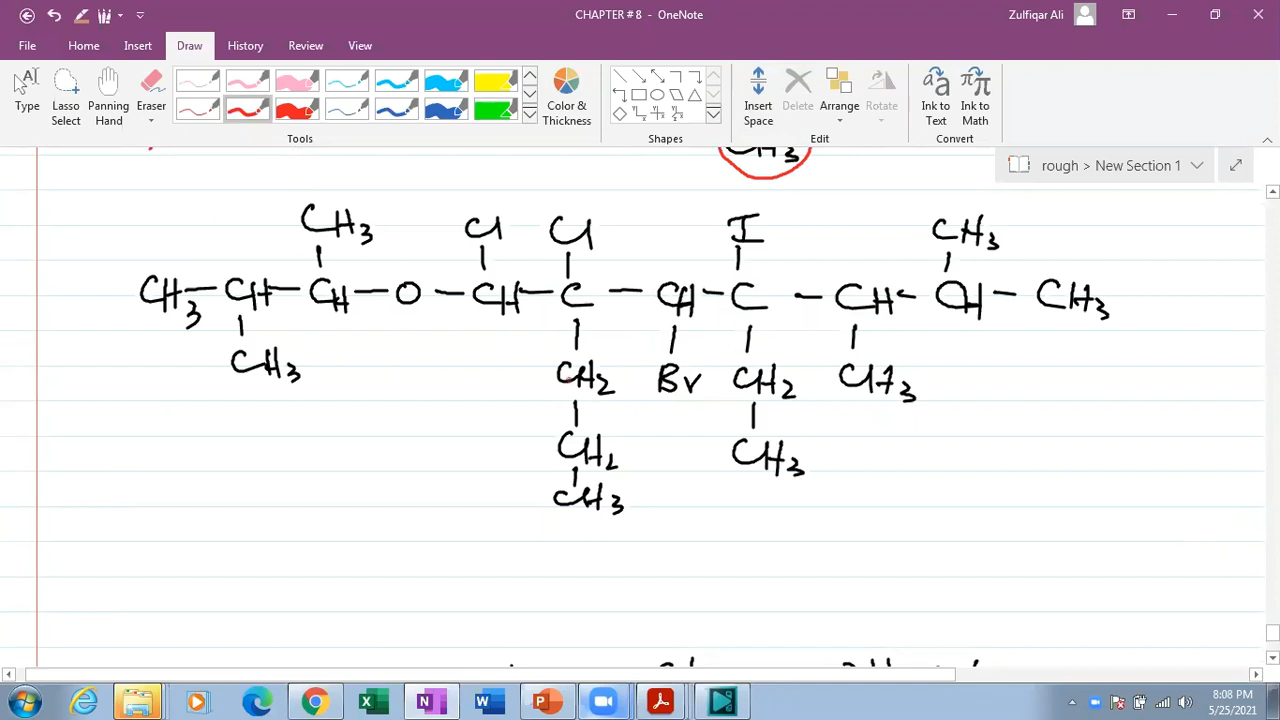 CHAPTER # 8 - OneNote
Zulfiqar Ali
File Home Insert Draw History Review View
Type
Lasso Select
Panning Hand
Eraser
Color & Thickness
Insert Space
Delete
Arrange
Rotate
Ink to Text
Ink to Math
Tools
Shapes
Edit
Convert
CH3
rough > New Section 1
CH3 Cl Cl I CH3
CH3 - CH - CH - O - CH - C - CH - C - CH - CH - CH3
CH3 CH2 Br CH2 CH3
CH2 CH3
CH3
8:08 PM
5/25/2021